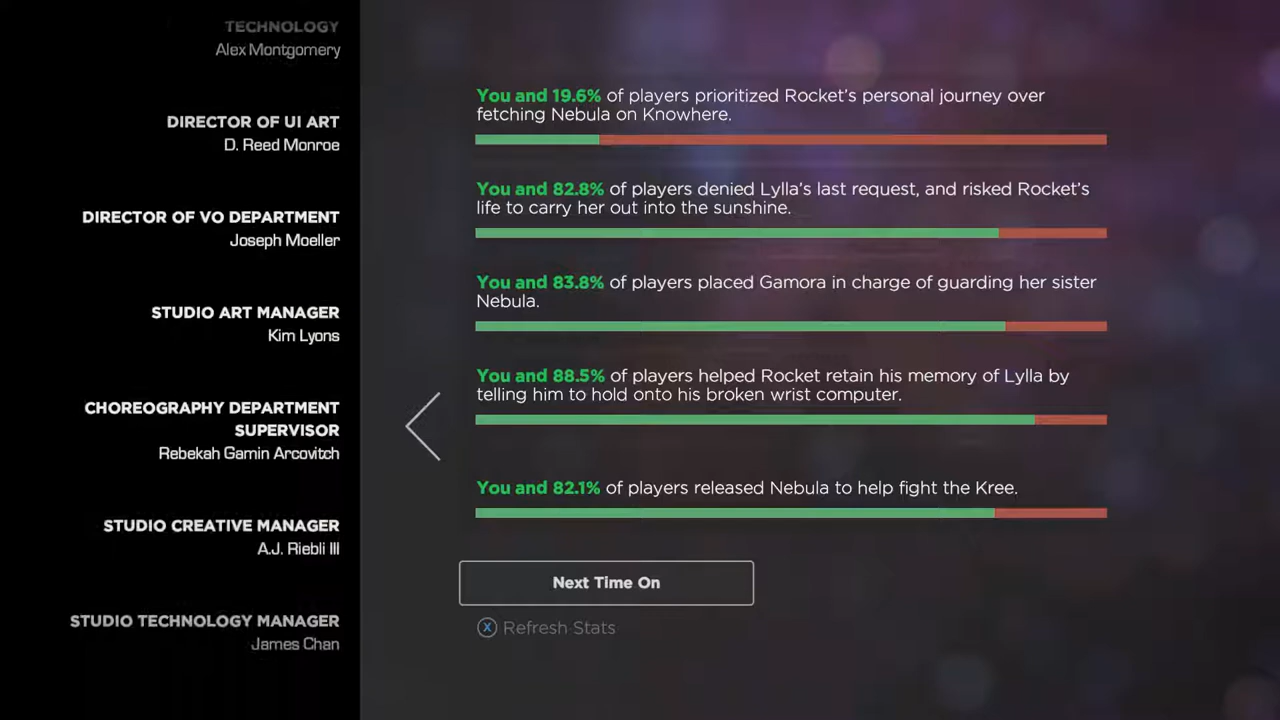 TECHNOLOGY
Alex Montgomery
DIRECTOR OF UI ART
D. Reed Monroe
DIRECTOR OF VO DEPARTMENT
Joseph Moeller
STUDIO ART MANAGER
Kim Lyons
CHOREOGRAPHY DEPARTMENT
SUPERVISOR
Rebekah Gamin Arcovitch
STUDIO CREATIVE MANAGER
A.J. Riebli III
STUDIO TECHNOLOGY MANAGER
James Chan
You and 19.6% of players prioritized Rocket's personal journey over
fetching Nebula on Knowhere.
You and 82.8% of players denied Lylla's last request, and risked Rocket's
life to carry her out into the sunshine.
You and 83.8% of players placed Gamora in charge of guarding her sister
Nebula.
You and 88.5% of players helped Rocket retain his memory of Lylla by
telling him to hold onto his broken wrist computer.
You and 82.1% of players released Nebula to help fight the Kree.
Next Time On
X Refresh Stats